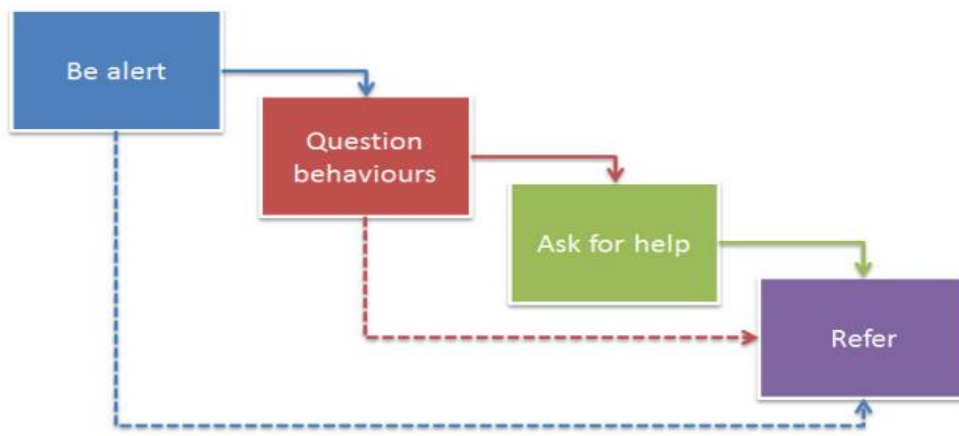 Be alert
Question
behaviours
Ask for help
Refer